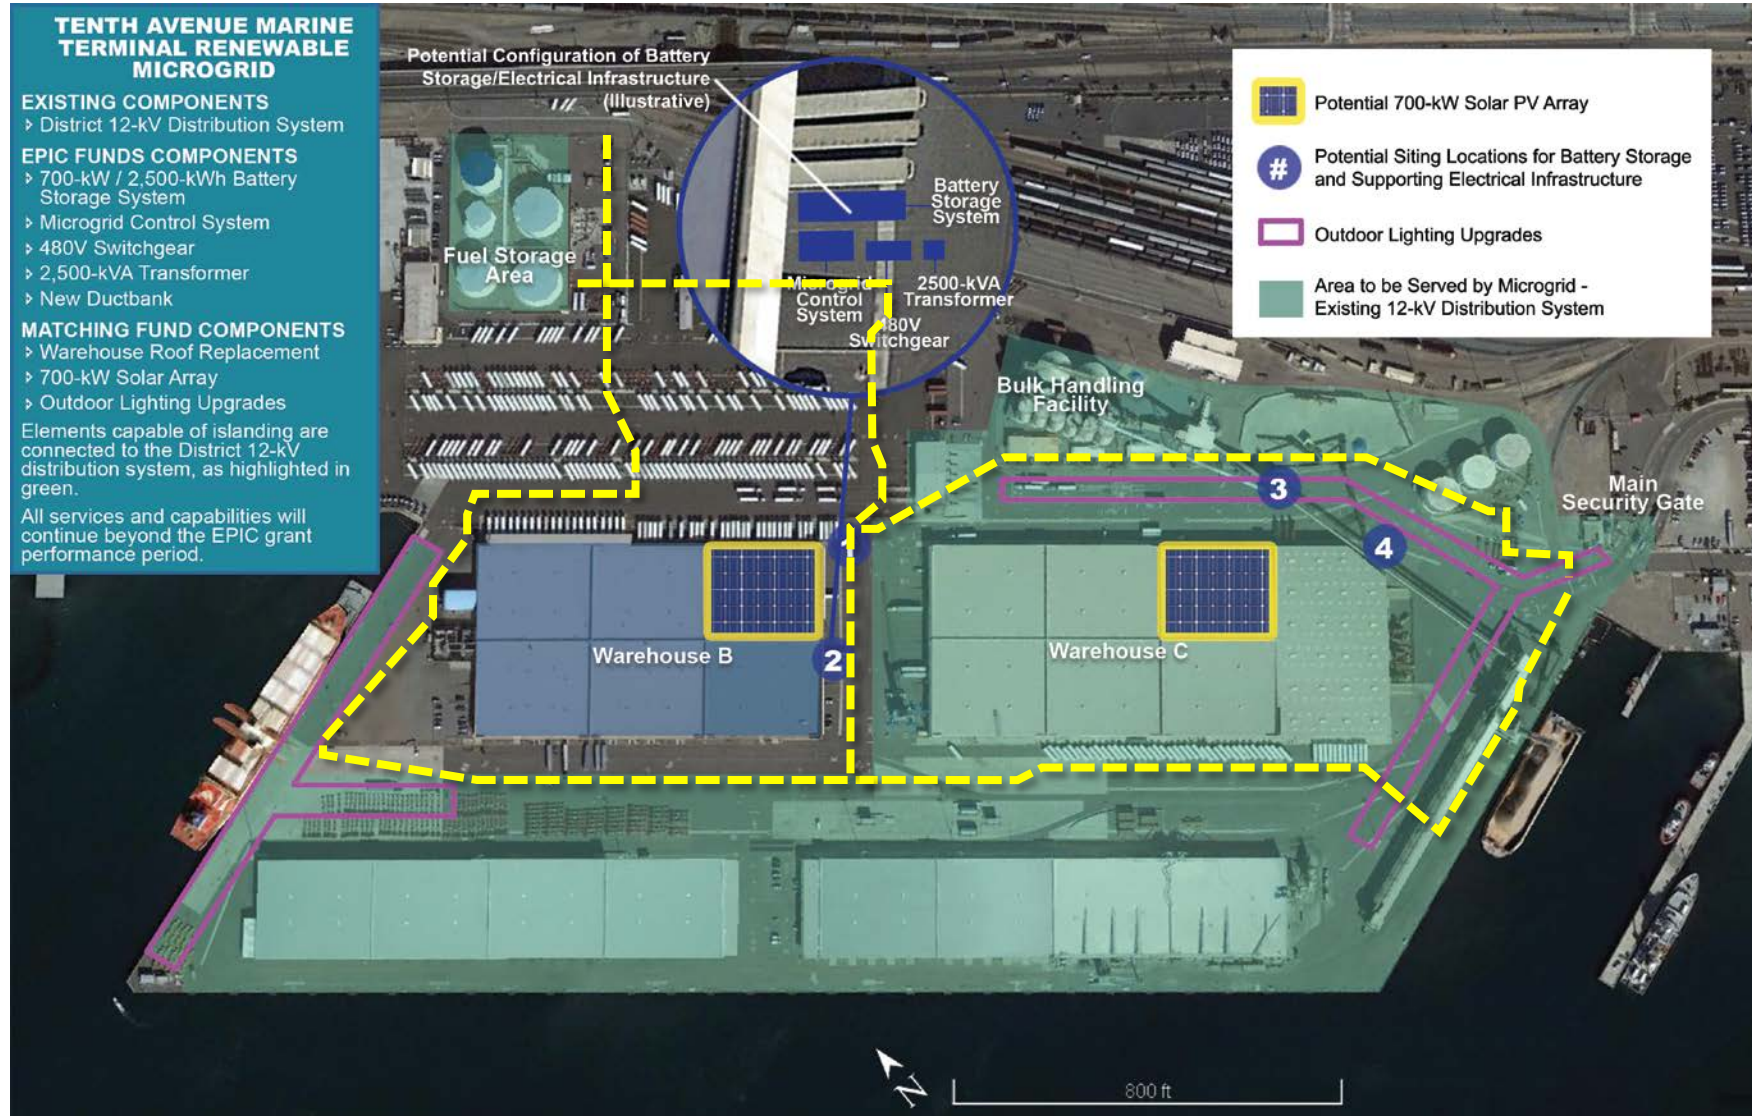 TENTH AVENUE MARINE
TERMINAL RENEWABLE
MICROGRID
EXISTING COMPONENTS
▹ District 12-kV Distribution System
EPIC FUNDS COMPONENTS
▹ 700-kW / 2,500-kWh Battery
Storage System
▹ Microgrid Control System
▹ 480V Switchgear
▹ 2,500-kVA Transformer
▹ New Ductbank
MATCHING FUND COMPONENTS
▹ Warehouse Roof Replacement
▹ 700-kW Solar Array
▹ Outdoor Lighting Upgrades
Elements capable of islanding are
connected to the District 12-kV
distribution system, as highlighted in
green.
All services and capabilities will
continue beyond the EPIC grant
performance period.
Potential Configuration of Battery
Storage/Electrical Infrastructure
(Illustrative)
Battery
Storage
System
Microgrid
Control
System
2500-kVA
Transformer
480V
Switchgear
Potential 700-kW Solar PV Array
#
Potential Siting Locations for Battery Storage
and Supporting Electrical Infrastructure
Outdoor Lighting Upgrades
Area to be Served by Microgrid -
Existing 12-kV Distribution System
Fuel Storage
Area
Bulk Handling
Facility
Main
Security Gate
3
1
4
Warehouse B
2
Warehouse C
N
800 ft